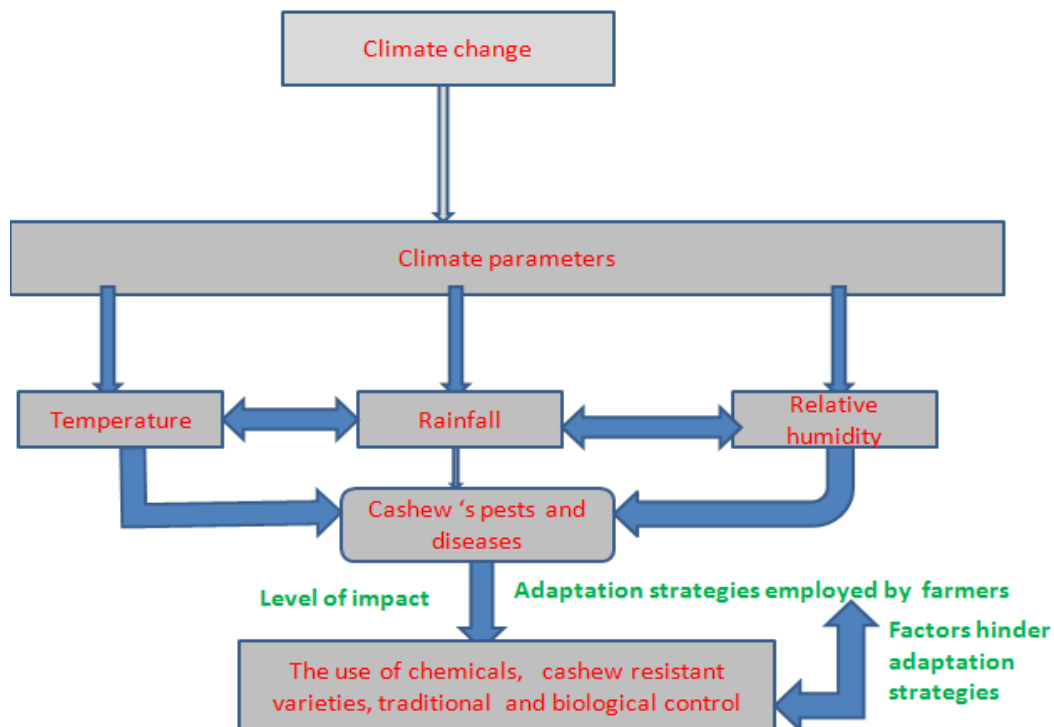 Climate change
Climate parameters
Temperature
Rainfall
Relative
humidity
Cashew ‘s pests and
diseases
Level of impact
Adaptation strategies employed by farmers
Factors hinder
adaptation
strategies
The use of chemicals, cashew resistant
varieties, traditional and biological control